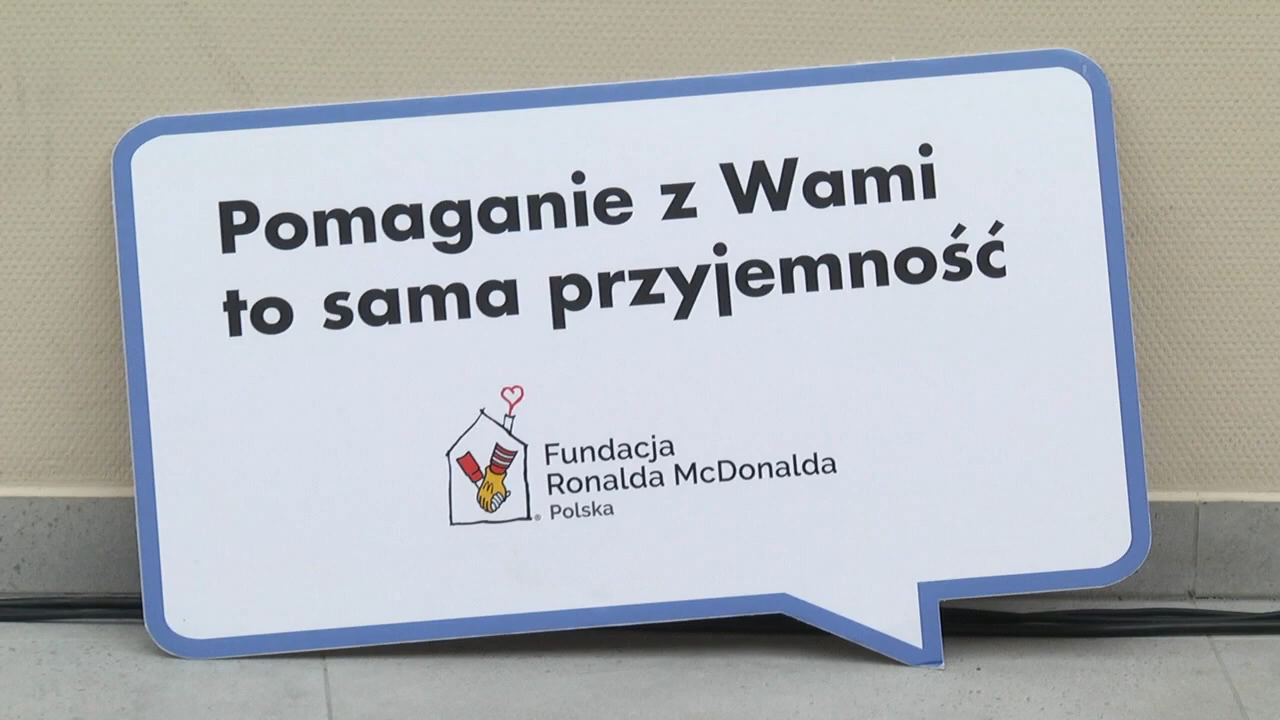 Pomaganie z Wami
to sama przyjemność
Fundacja
Ronalda McDonalda
Polska